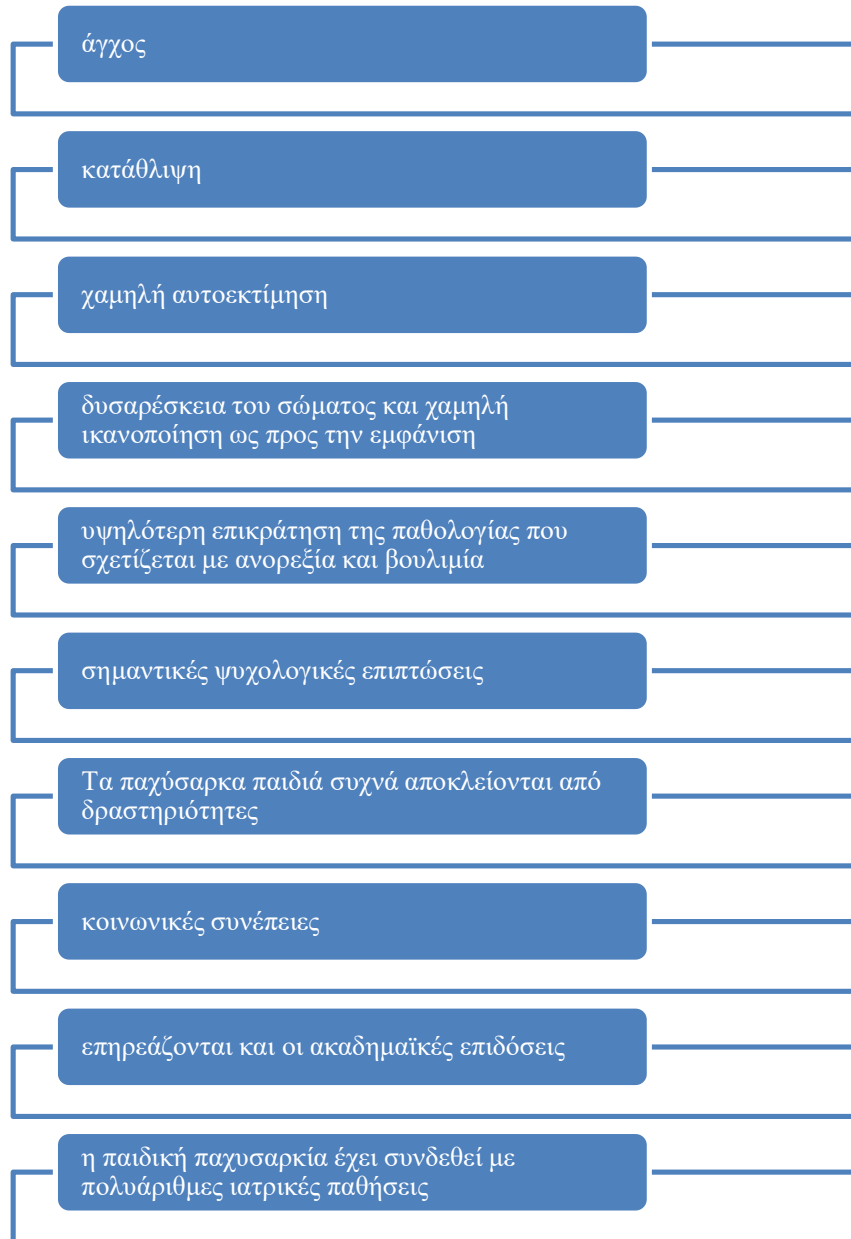 άγχος
κατάθλιψη
χαμηλή αυτοεκτίμηση
δυσαρέσκεια του σώματος και χαμηλή
ικανοποίηση ως προς την εμφάνιση
υψηλότερη επικράτηση της παθολογίας που
σχετίζεται με ανορεξία και βουλιμία
σημαντικές ψυχολογικές επιπτώσεις
Τα παχύσαρκα παιδιά συχνά αποκλείονται από
δραστηριότητες
κοινωνικές συνέπειες
επηρεάζονται και οι ακαδημαϊκές επιδόσεις
η παιδική παχυσαρκία έχει συνδεθεί με
πολυάριθμες ιατρικές παθήσεις